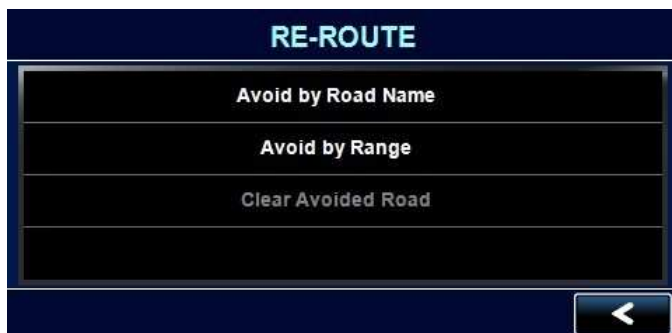 RE-ROUTE
Avoid by Road Name
Avoid by Range
Clear Avoided Road